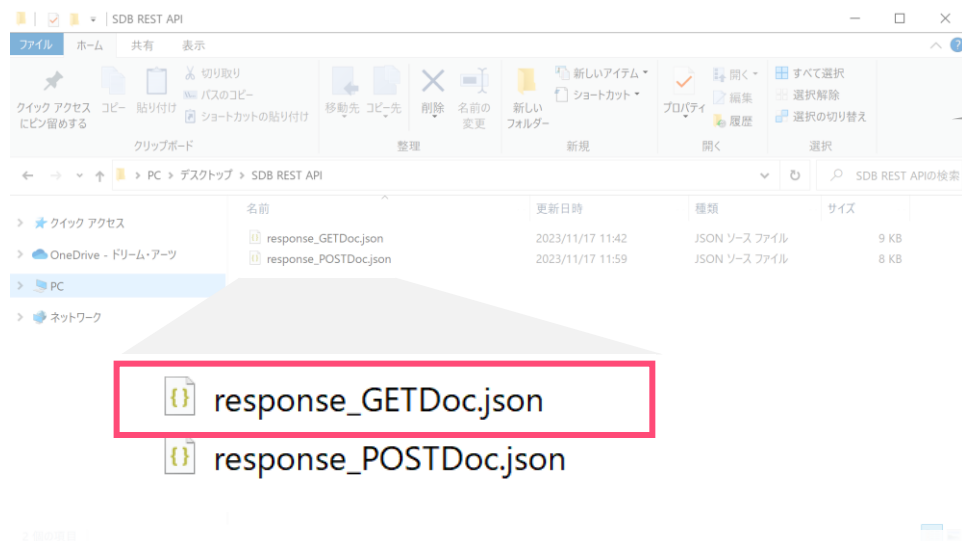 SDB REST API
ファイル ホーム 共有 表示
クイック アクセス
にピン留めする
コピー
貼り付け
切り取り
パスのコピー
ショートカットの貼り付け
クリップボード
移動先 コピー先 削除 名前の
変更
整理
新しい
フォルダー
新しいアイテム
ショートカット
新規
プロパティ
開く
編集
履歴
開く
すべて選択
選択解除
選択の切り替え
選択
PC > デスクトップ > SDB REST API
SDB REST APIの検索
名前 更新日時 種類 サイズ
response_GETDoc.json 2023/11/17 11:42 JSON ソース ファイル 9 KB
response_POSTDoc.json 2023/11/17 11:59 JSON ソース ファイル 8 KB
クイック アクセス
OneDrive - ドリーム・アーツ
PC
ネットワーク
response_GETDoc.json
response_POSTDoc.json